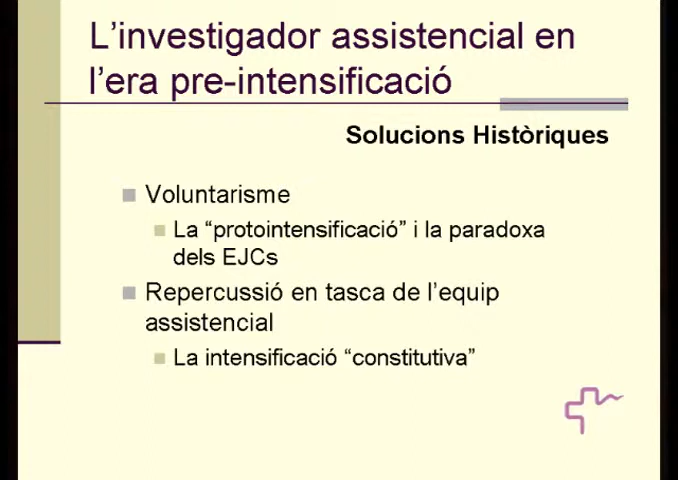 L’investigador assistencial en
l’era pre-intensificació
Solucions Històriques
Voluntarisme
La “protointensificació” i la paradoxa
dels EJCs
Repercussió en tasca de l’equip
assistencial
La intensificació “constitutiva”